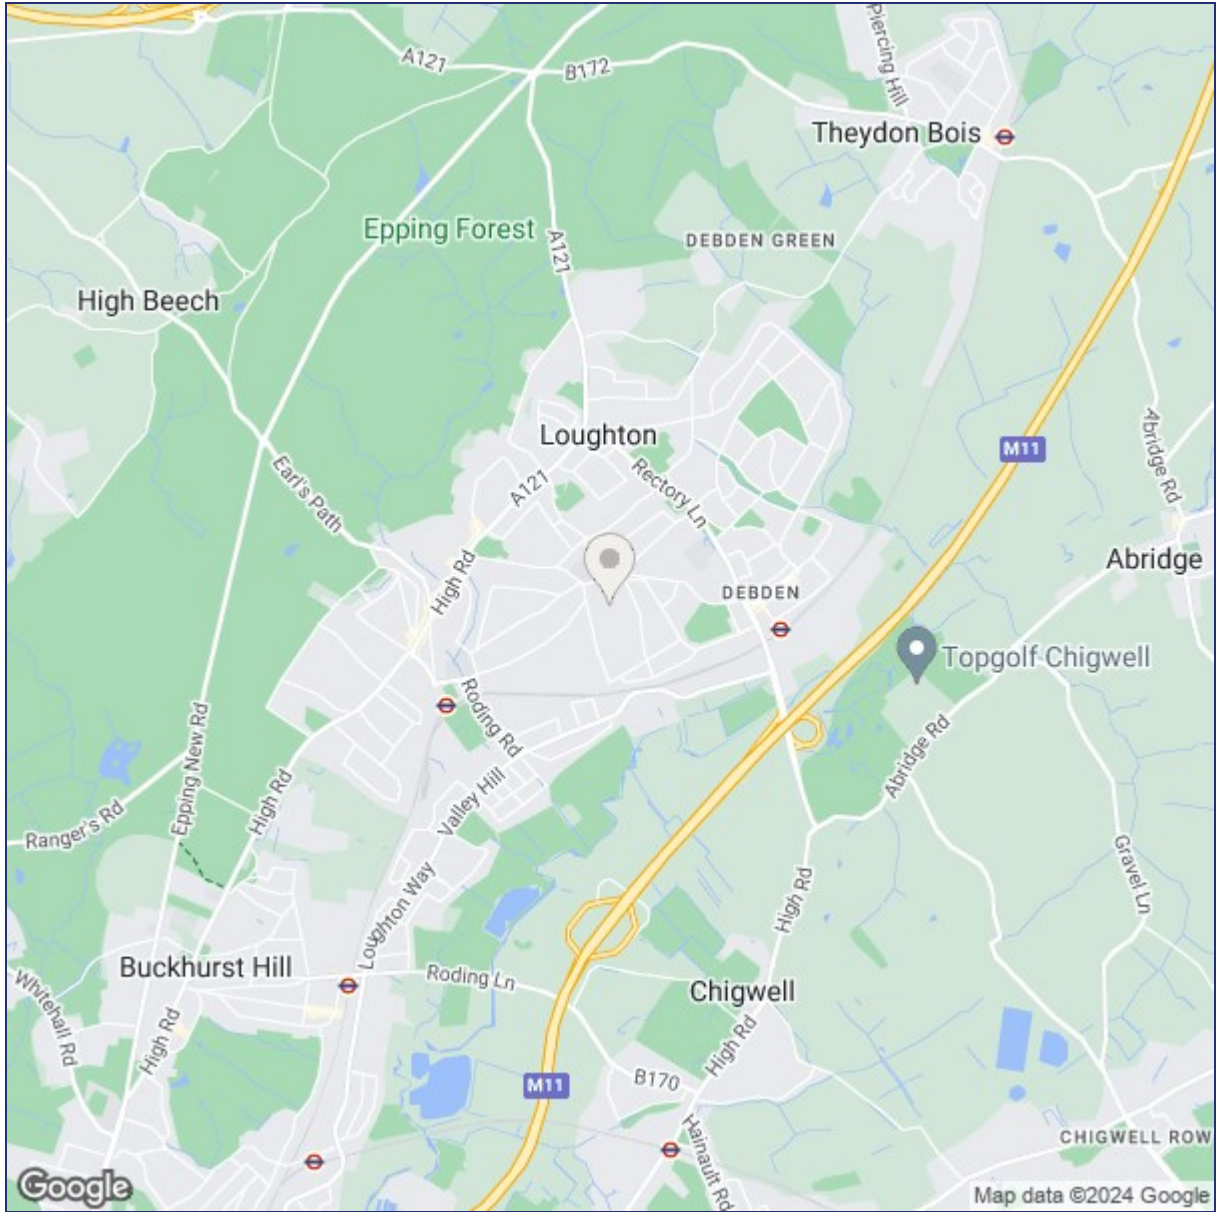 Piercing Hill
A121
B172
Theydon Bois
Epping Forest
A121
DEBDEN GREEN
High Beech
Abridge Rd
Loughton
M11
Rectory Ln
Earl's Path
A121
High Rd
Abridge
DEBDEN
Topgolf Chigwell
Roding Rd
Epping New Rd
Abridge Rd
High Rd
Valley Hill
Ranger's Rd
Gravel Ln
High Rd
Loughton Way
Buckhurst Hill
Roding Ln
Chigwell
Whitehall Rd
High Rd
High Rd
B170
M11
Hainault Rd
CHIGWELL ROW
Google
Map data ©2024 Google